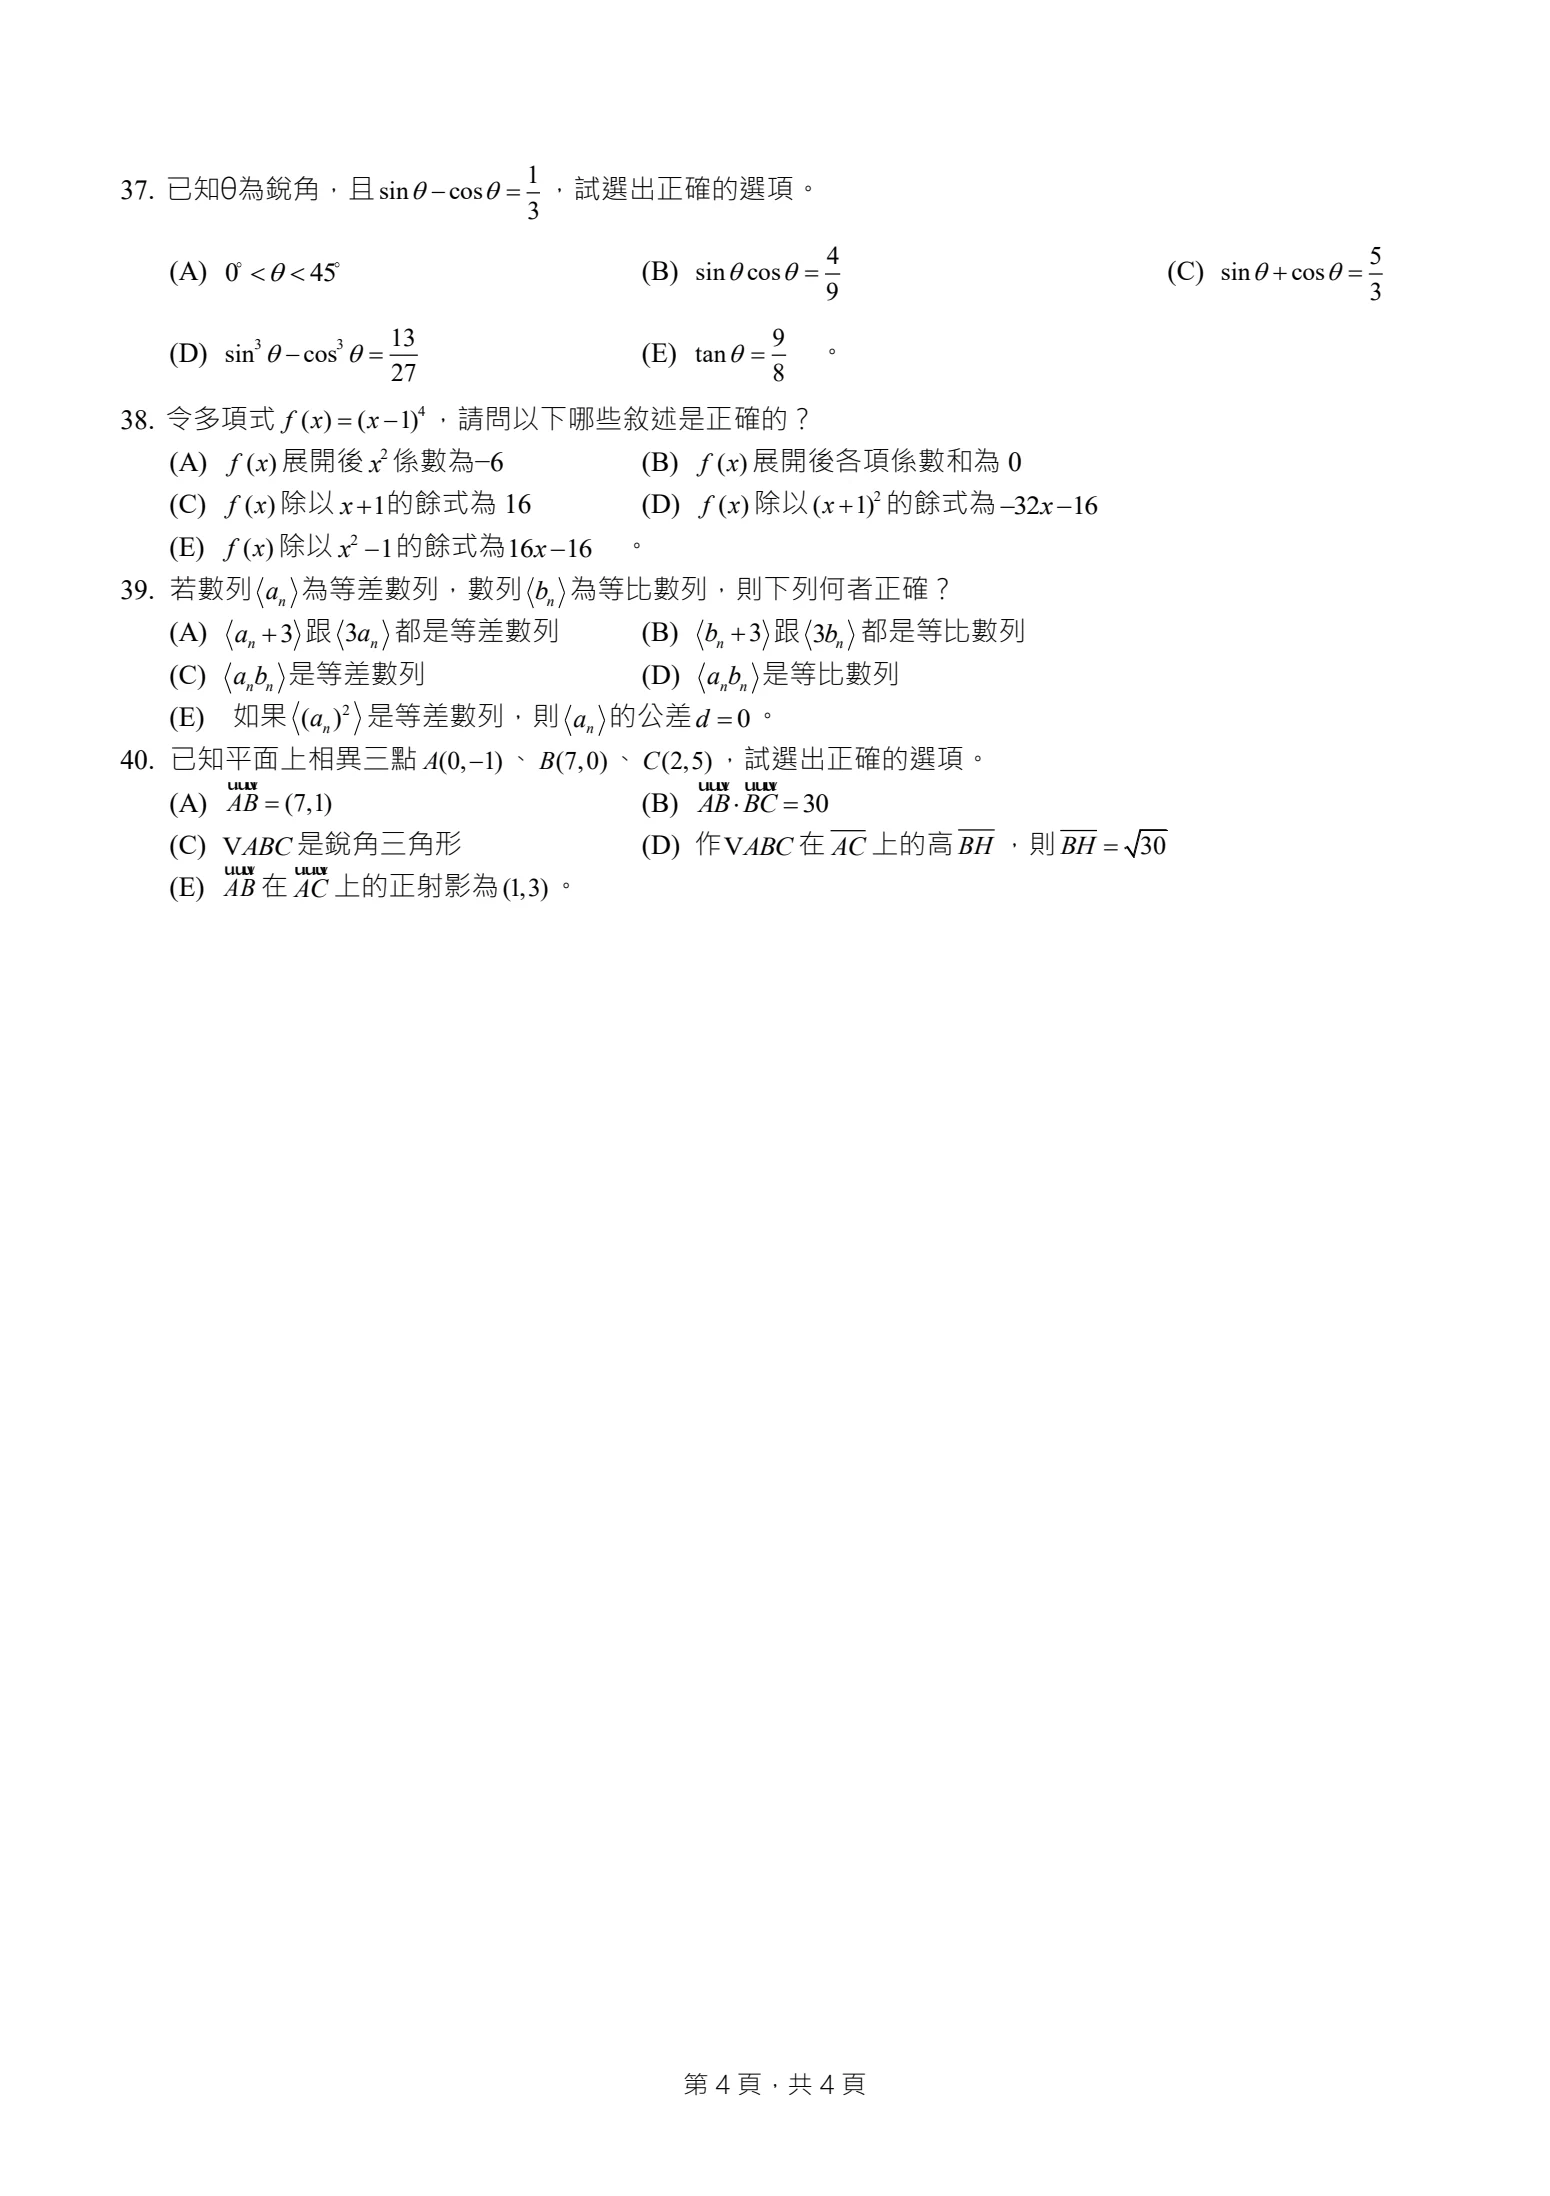 37. 已知θ為銳角，且 sin θ − cos θ = 1/3 ，試選出正確的選項。
(A) 0° < θ < 45° (B) sin θ cos θ = 4/9 (C) sin θ + cos θ = 5/3
(D) sin³ θ − cos³ θ = 13/27 (E) tan θ = 9/8 。
38. 令多項式 f (x) = (x −1)⁴ ，請問以下哪些敘述是正確的？
(A) f (x) 展開後 x² 係數為−6 (B) f (x) 展開後各項係數和為 0
(C) f (x) 除以 x +1的餘式為 16 (D) f (x) 除以 (x +1)² 的餘式為 −32x −16
(E) f (x) 除以 x² −1的餘式為16x −16 。
39. 若數列⟨aₙ⟩為等差數列，數列⟨bₙ⟩為等比數列，則下列何者正確？
(A) ⟨aₙ + 3⟩跟⟨3aₙ⟩都是等差數列 (B) ⟨bₙ + 3⟩跟⟨3bₙ⟩都是等比數列
(C) ⟨aₙbₙ⟩是等差數列 (D) ⟨aₙbₙ⟩是等比數列
(E) 如果⟨(aₙ)²⟩是等差數列，則⟨aₙ⟩的公差 d = 0 。
40. 已知平面上相異三點 A(0,−1) 、 B(7,0) 、 C(2,5) ，試選出正確的選項。
(A) AB = (7,1) (B) AB · BC = 30
(C) VABC 是銳角三角形 (D) 作VABC 在 AC 上的高 BH ，則 BH = √30
(E) AB 在 AC 上的正射影為 (1,3) 。
第 4 頁，共 4 頁